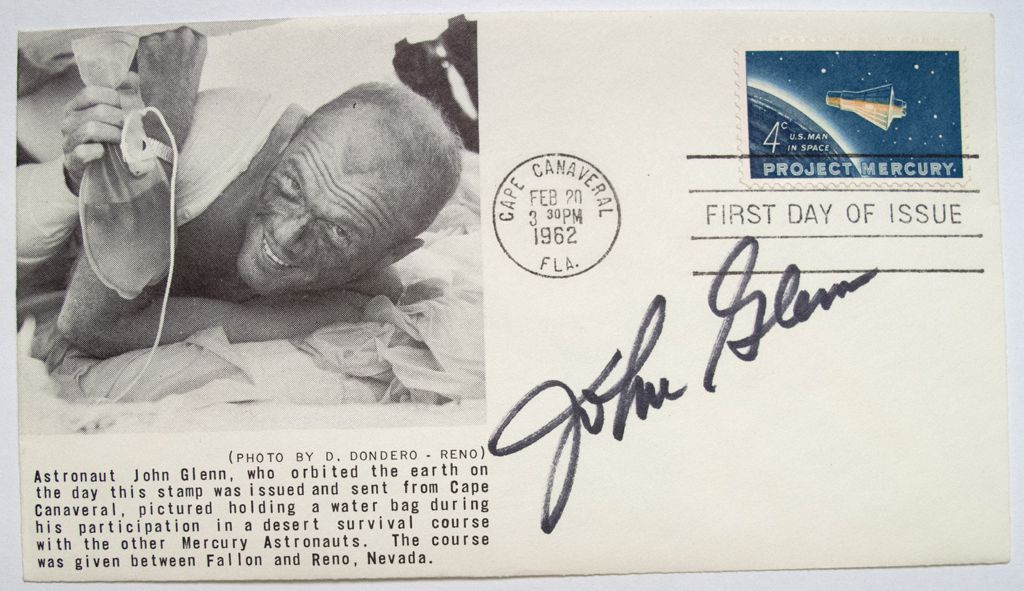 4c
U.S. MAN
IN SPACE
PROJECT MERCURY.
CAPE CANAVERAL
FEB 20
3 30 PM
1962
FLA.
FIRST DAY OF ISSUE
John Glenn
(PHOTO BY D. DONDERO - RENO)
Astronaut John Glenn, who orbited the earth on
the day this stamp was issued and sent from Cape
Canaveral, pictured holding a water bag during
his participation in a desert survival course
with the other Mercury Astronauts. The course
was given between Fallon and Reno, Nevada.